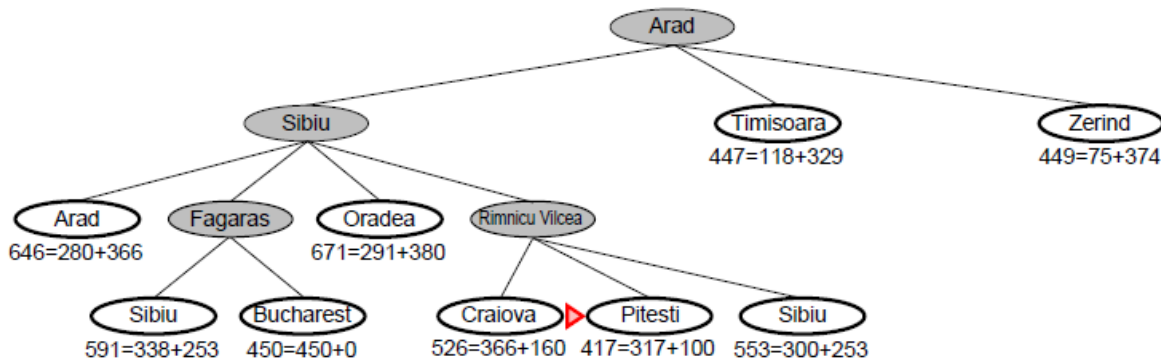 Arad
Sibiu Timisoara Zerind
447=118+329 449=75+374
Arad Fagaras Oradea Rimnicu Vilcea
646=280+366 671=291+380
Sibiu Bucharest Craiova Pitesti Sibiu
591=338+253 450=450+0 526=366+160 417=317+100 553=300+253